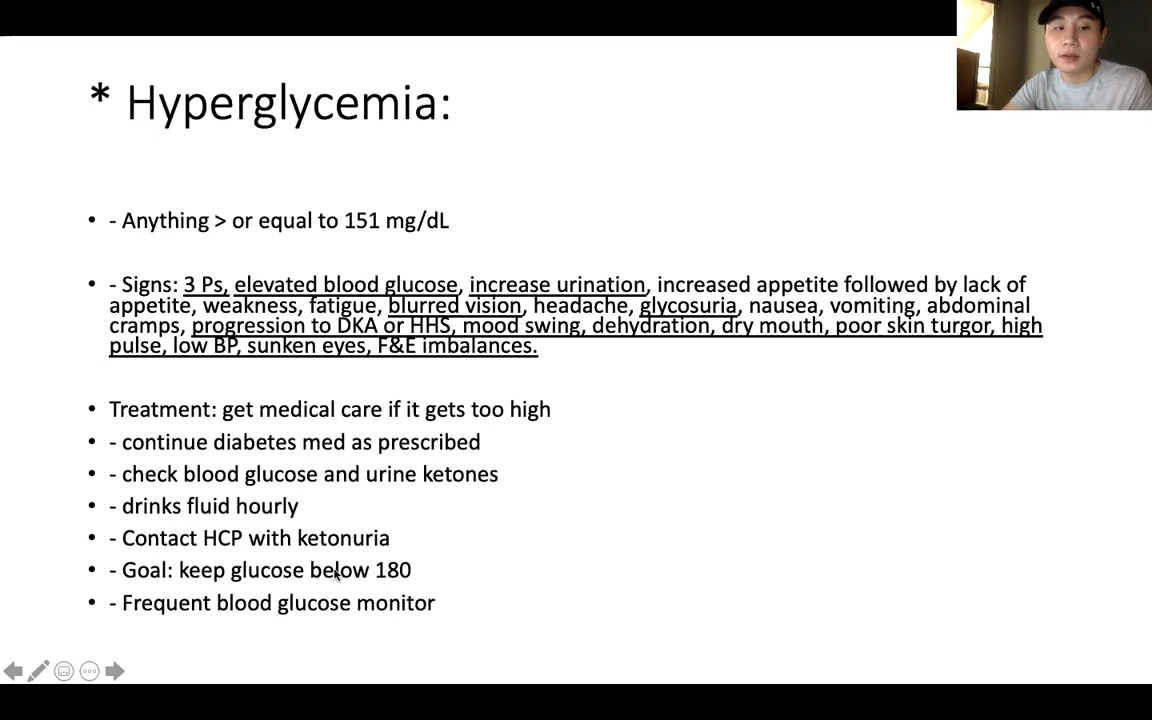 * Hyperglycemia:
• - Anything > or equal to 151 mg/dL
• - Signs: 3 Ps, elevated blood glucose, increase urination, increased appetite followed by lack of
appetite, weakness, fatigue, blurred vision, headache, glycosuria, nausea, vomiting, abdominal
cramps, progression to DKA or HHS, mood swing, dehydration, dry mouth, poor skin turgor, high
pulse, low BP, sunken eyes, F&E imbalances.
• Treatment: get medical care if it gets too high
• - continue diabetes med as prescribed
• - check blood glucose and urine ketones
• - drinks fluid hourly
• - Contact HCP with ketonuria
• - Goal: keep glucose below 180
• - Frequent blood glucose monitor